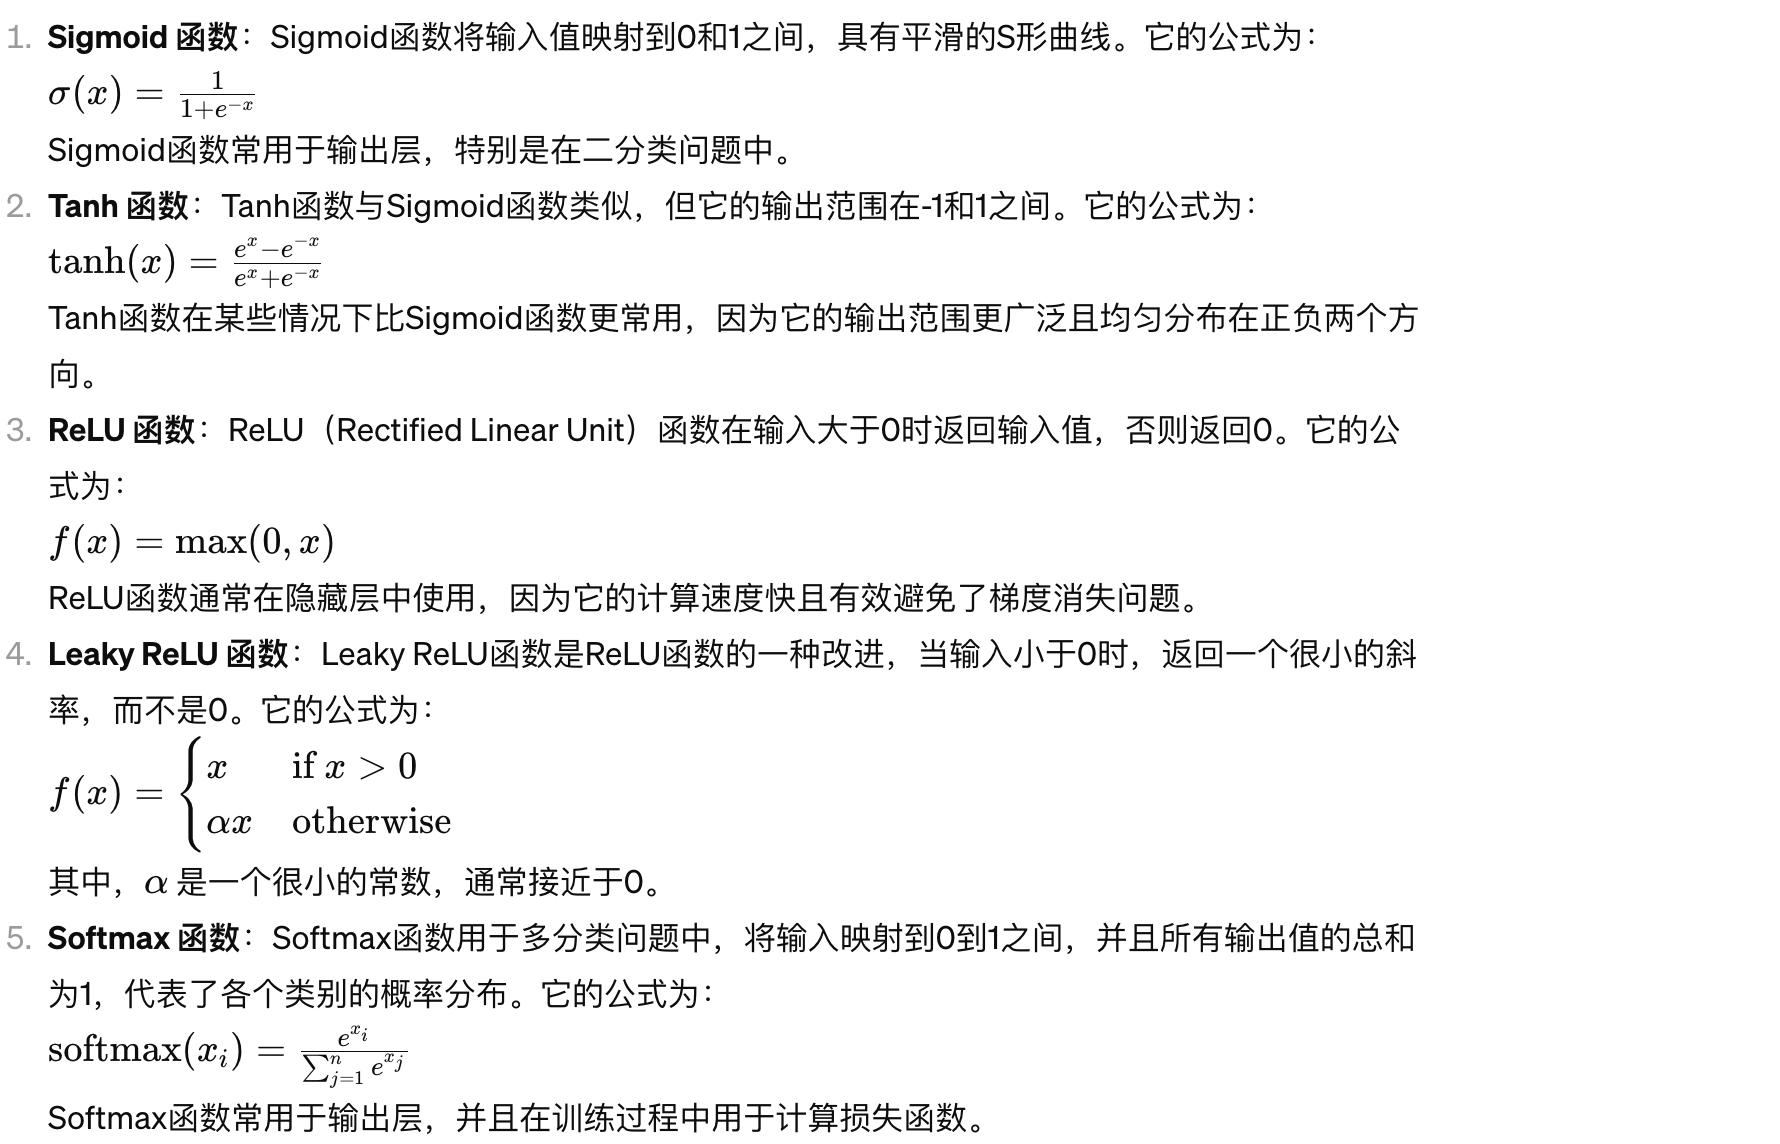 1. Sigmoid 函数：Sigmoid函数将输入值映射到0和1之间，具有平滑的S形曲线。它的公式为：
σ(x) = 1/(1+e^{-x})
Sigmoid函数常用于输出层，特别是在二分类问题中。
2. Tanh 函数：Tanh函数与Sigmoid函数类似，但它的输出范围在-1和1之间。它的公式为：
tanh(x) = (e^x−e^{-x})/(e^x+e^{-x})
Tanh函数在某些情况下比Sigmoid函数更常用，因为它的输出范围更广泛且均匀分布在正负两个方
向。
3. ReLU 函数：ReLU（Rectified Linear Unit）函数在输入大于0时返回输入值，否则返回0。它的公
式为：
f(x) = max(0, x)
ReLU函数通常在隐藏层中使用，因为它的计算速度快且有效避免了梯度消失问题。
4. Leaky ReLU 函数：Leaky ReLU函数是ReLU函数的一种改进，当输入小于0时，返回一个很小的斜
率，而不是0。它的公式为：
f(x) = { x if x > 0
αx otherwise
其中，α 是一个很小的常数，通常接近于0。
5. Softmax 函数：Softmax函数用于多分类问题中，将输入映射到0到1之间，并且所有输出值的总和
为1，代表了各个类别的概率分布。它的公式为：
softmax(x_i) = e^{x_i}/∑_{j=1}^{n} e^{x_j}
Softmax函数常用于输出层，并且在训练过程中用于计算损失函数。